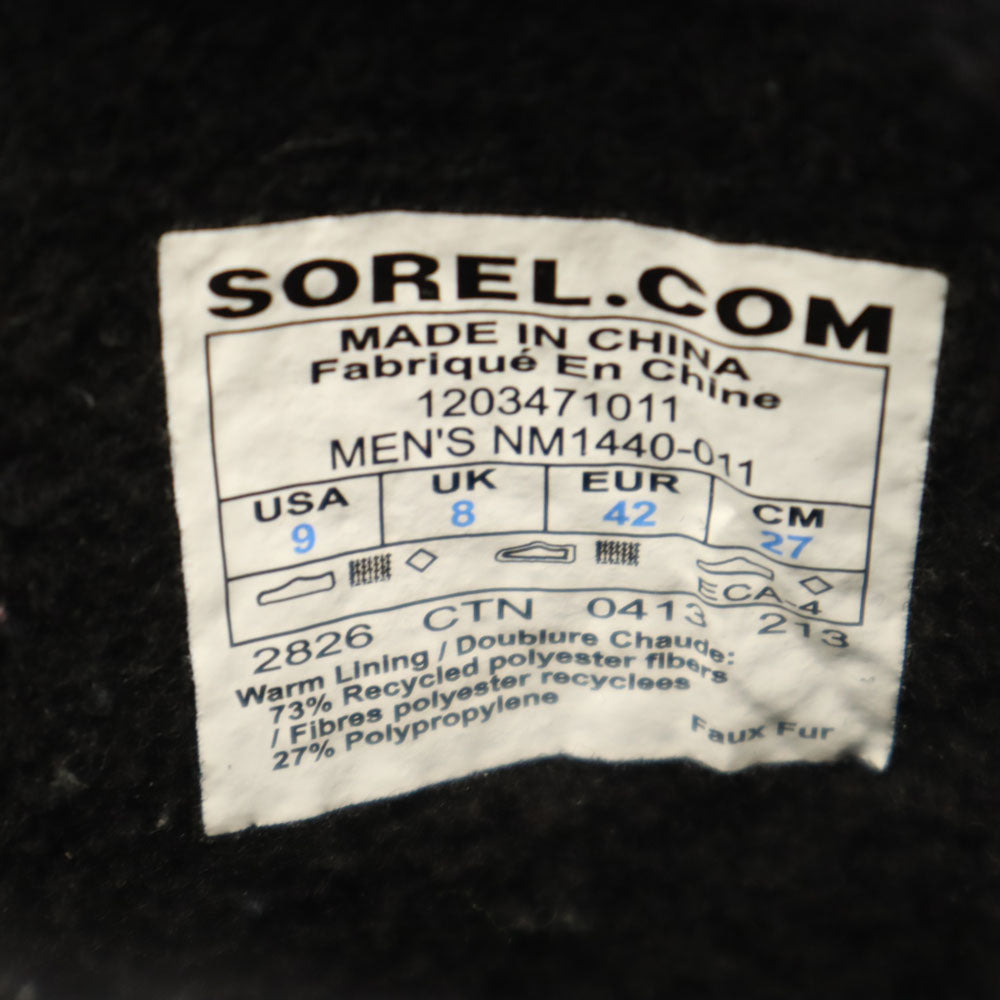 SOREL.COM
MADE IN CHINA
Fabriqué En Chine
1203471011
MEN'S NM1440-011
USA UK EUR CM
9 8 42 27
ECA-4
2826 CTN 0413 213
Warm Lining / Doublure Chaude:
73% Recycled polyester fibers
/ Fibres polyester recyclees
27% Polypropylene
Faux Fur